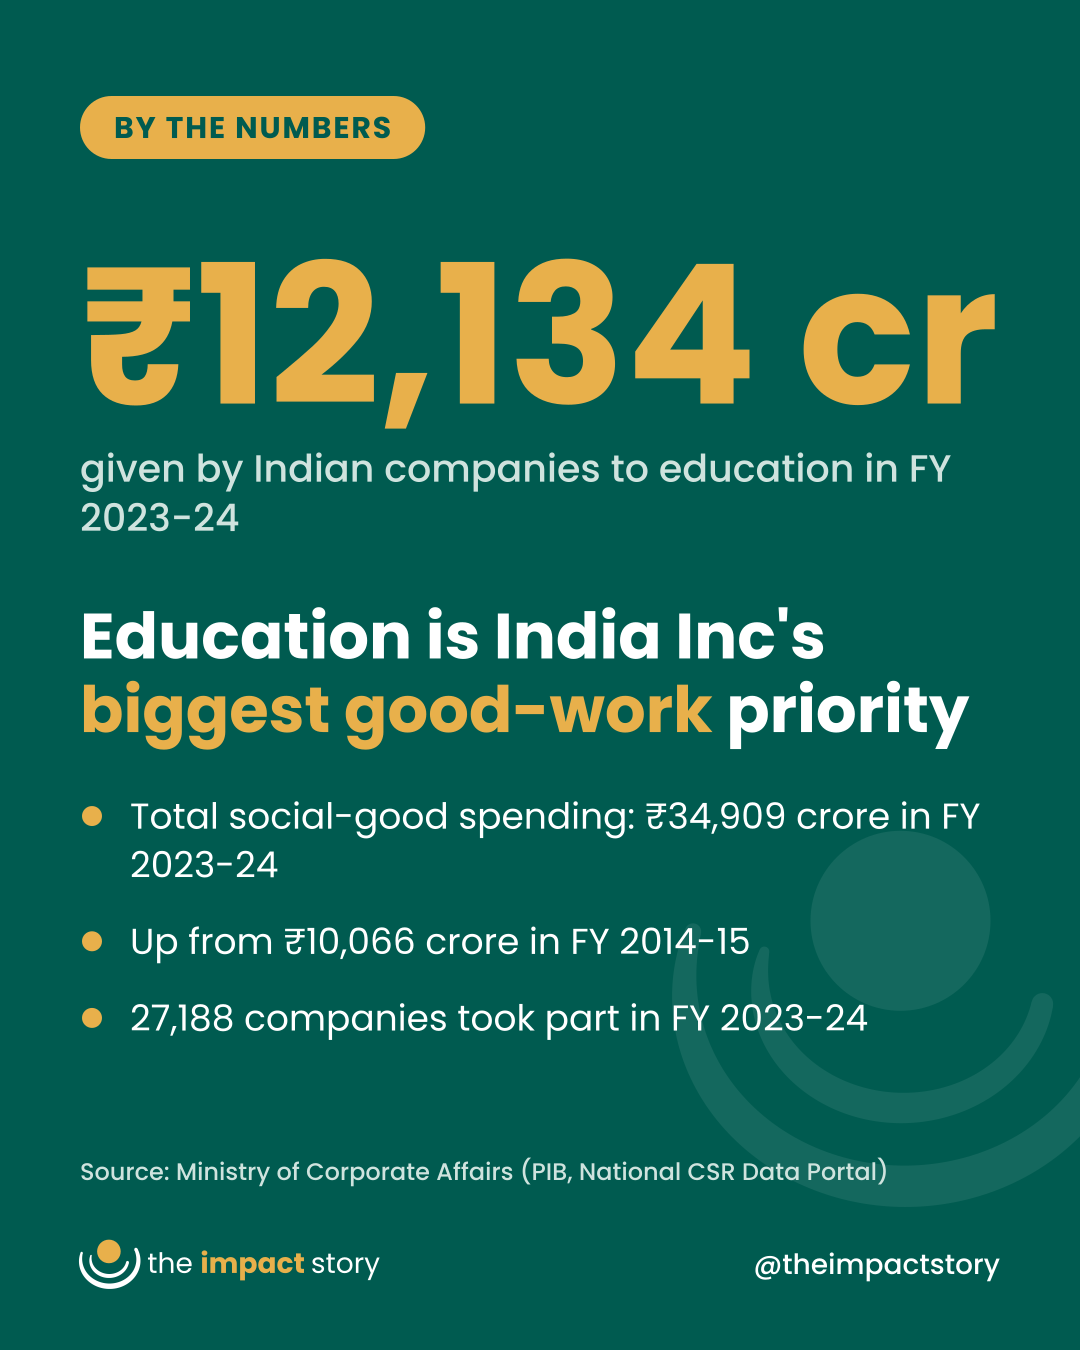 BY THE NUMBERS
₹12,134 cr
given by Indian companies to education in FY
2023-24
Education is India Inc's
biggest good-work priority
Total social-good spending: ₹34,909 crore in FY
2023-24
Up from ₹10,066 crore in FY 2014-15
27,188 companies took part in FY 2023-24
Source: Ministry of Corporate Affairs (PIB, National CSR Data Portal)
the impact story
@theimpactstory